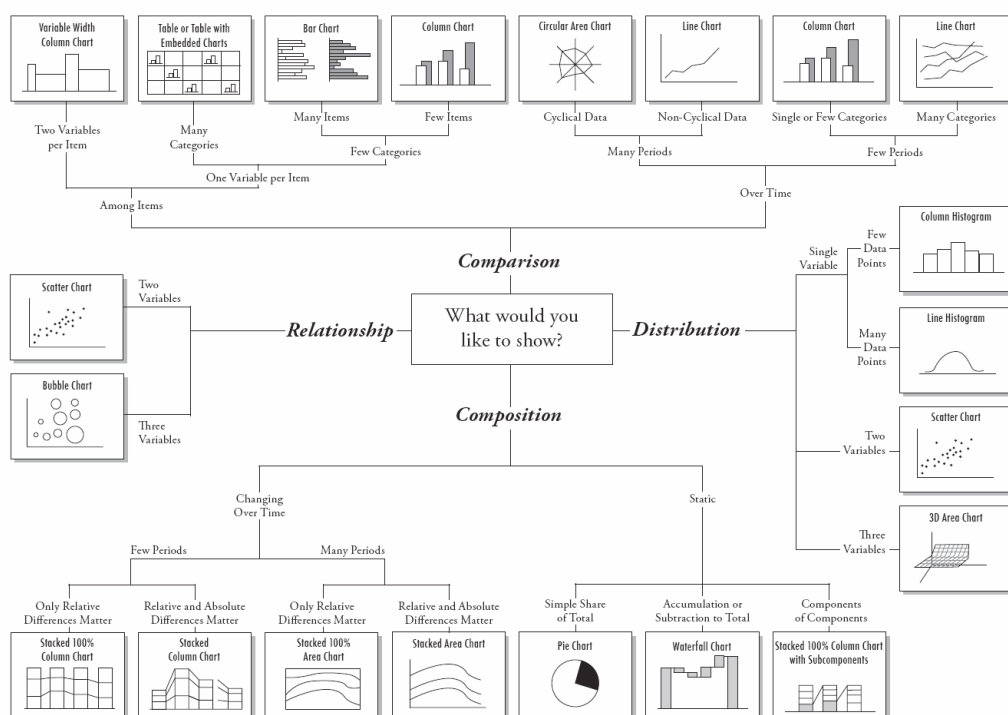 Variable Width
Column Chart
Table or Table with
Embedded Charts
Bar Chart
Column Chart
Circular Area Chart
Line Chart
Column Chart
Line Chart
Two Variables
per Item
Many
Categories
Many Items
Few Items
Cyclical Data
Non-Cyclical Data
Single or Few Categories
Many Categories
Few Categories
Many Periods
Few Periods
One Variable per Item
Among Items
Over Time
Comparison
What would you
like to show?
Relationship
Two
Variables
Scatter Chart
Bubble Chart
Three
Variables
Distribution
Single
Variable
Few
Data
Points
Column Histogram
Many
Data
Points
Line Histogram
Two
Variables
Scatter Chart
Three
Variables
3D Area Chart
Composition
Changing
Over Time
Static
Few Periods
Many Periods
Only Relative
Differences Matter
Relative and Absolute
Differences Matter
Only Relative
Differences Matter
Relative and Absolute
Differences Matter
Simple Share
of Total
Accumulation or
Subtraction to Total
Components
of Components
Stacked 100%
Column Chart
Stacked
Column Chart
Stacked 100%
Area Chart
Stacked Area Chart
Pie Chart
Waterfall Chart
Stacked 100% Column Chart
with Subcomponents